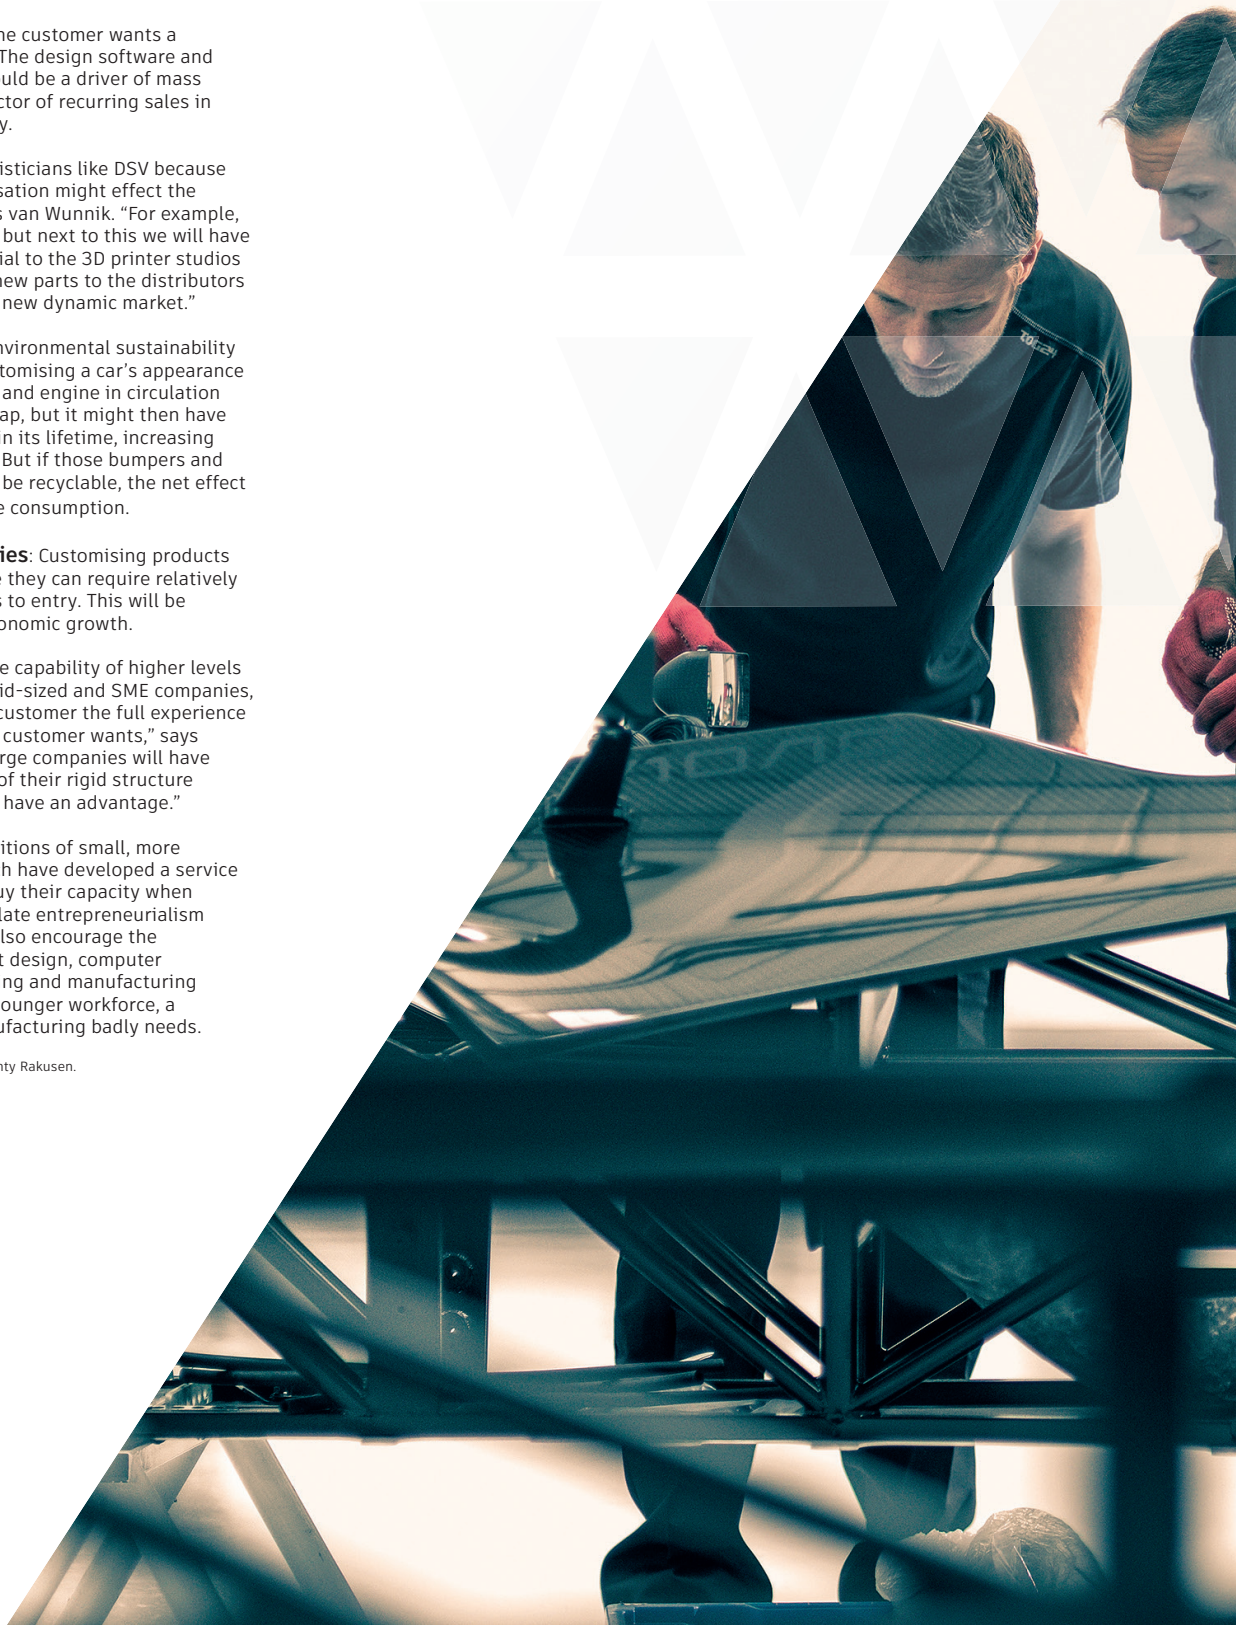 ne customer wants a
The design software and
uld be a driver of mass
ctor of recurring sales in
y.
isticians like DSV because
sation might effect the
s van Wunnik. “For example,
but next to this we will have
ial to the 3D printer studios
new parts to the distributors
new dynamic market.”
nvironmental sustainability
tomising a car’s appearance
and engine in circulation
ap, but it might then have
in its lifetime, increasing
But if those bumpers and
be recyclable, the net effect
e consumption.
ies: Customising products
e they can require relatively
s to entry. This will be
onomic growth.
e capability of higher levels
id-sized and SME companies,
customer the full experience
customer wants,” says
rge companies will have
of their rigid structure
have an advantage.”
itions of small, more
h have developed a service
uy their capacity when
late entrepreneurialism
lso encourage the
t design, computer
ng and manufacturing
ounger workforce, a
ufacturing badly needs.
nty Rakusen.
TOG24